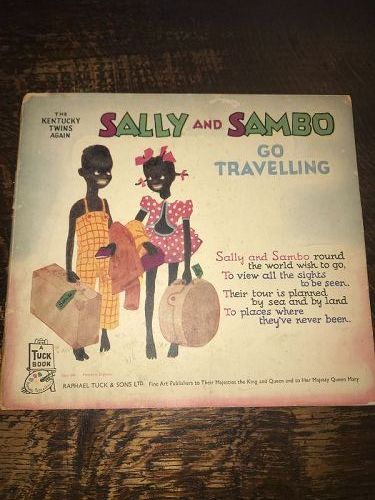 THE
KENTUCKY
TWINS
AGAIN
SALLY AND SAMBO
GO
TRAVELLING
Sally and Sambo round
the world wish to go,
To view all the sights
to be seen..
Their tour is planned
by sea and by land
To places where
they've never been..
A
TUCK
BOOK
RAPHAEL TUCK & SONS LTD. Fine Art Publishers to Their Majesties the King and Queen and to Her Majesty Queen Mary